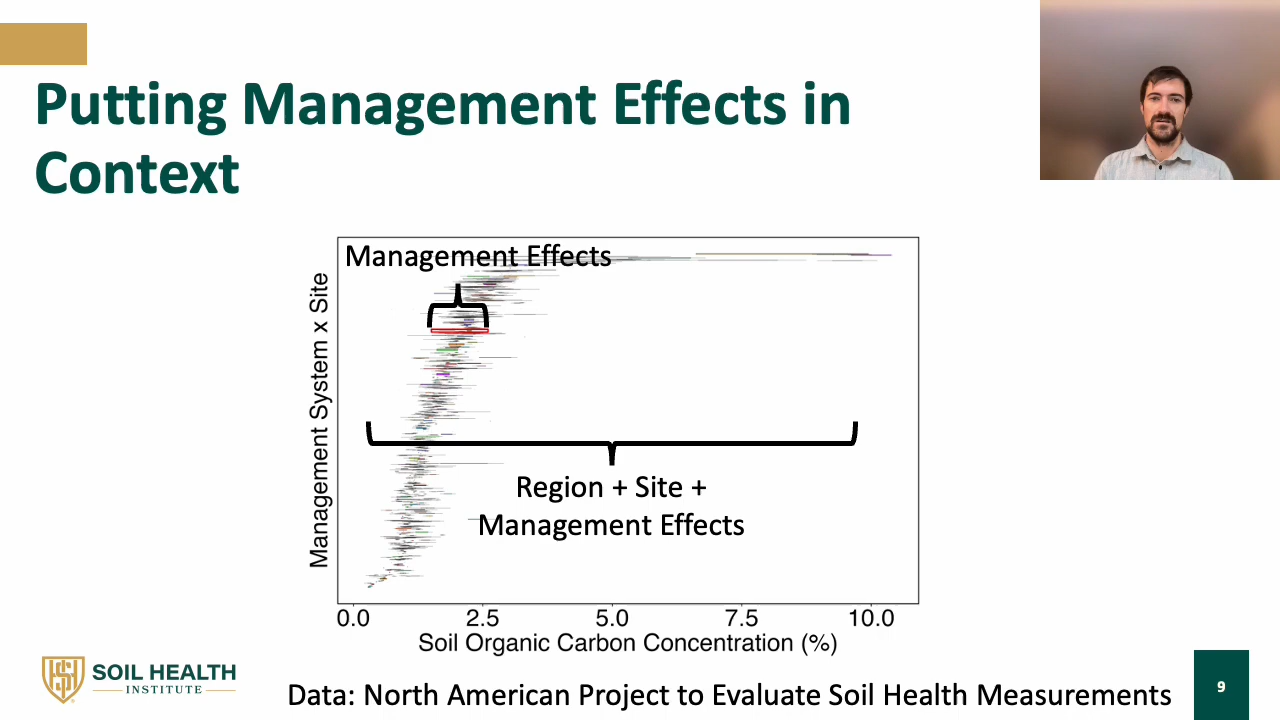 Putting Management Effects in
Context
Management Effects
Management System x Site
Region + Site +
Management Effects
0.0 2.5 5.0 7.5 10.0
Soil Organic Carbon Concentration (%)
SHI
SOIL HEALTH
INSTITUTE
Data: North American Project to Evaluate Soil Health Measurements
9